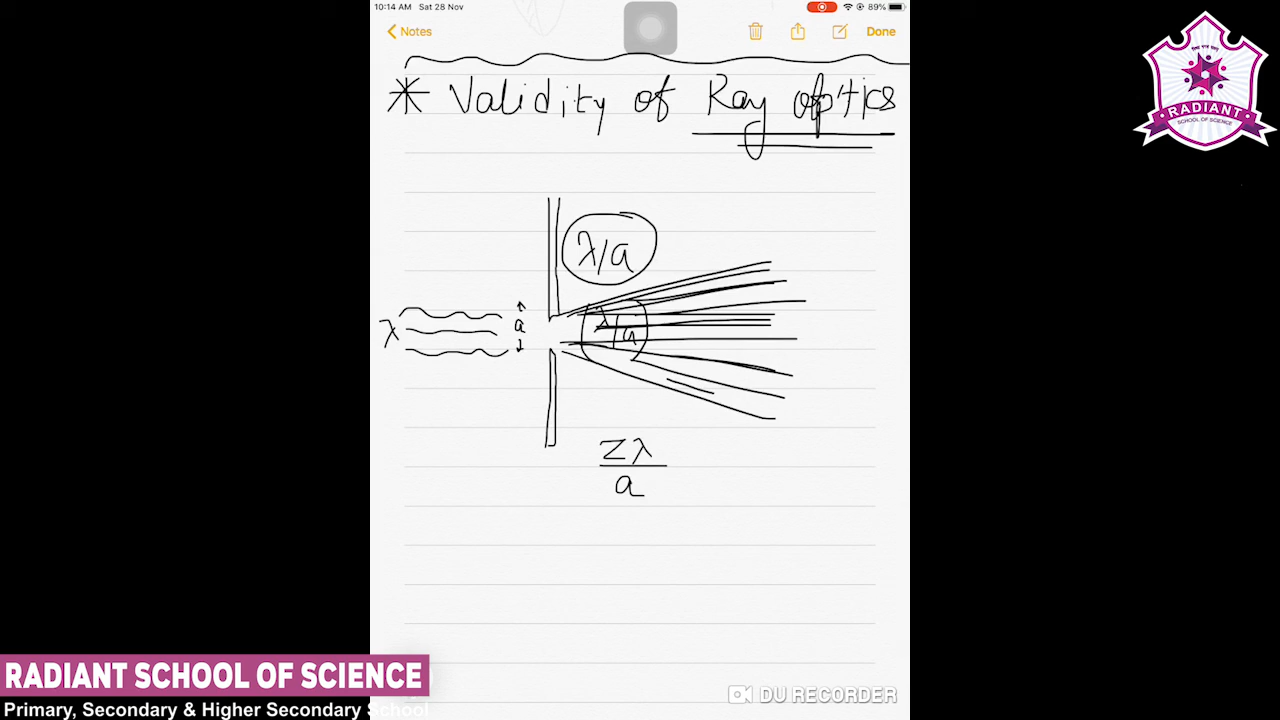 10:14 AM Sat 28 Nov
89%
Notes
Done
* Validity of Ray optics
λ/a
λ
a
λ/a
zλ
a
RADIANT
SCHOOL OF SCIENCE
RADIANT SCHOOL OF SCIENCE
Primary, Secondary & Higher Secondary School
DU RECORDER